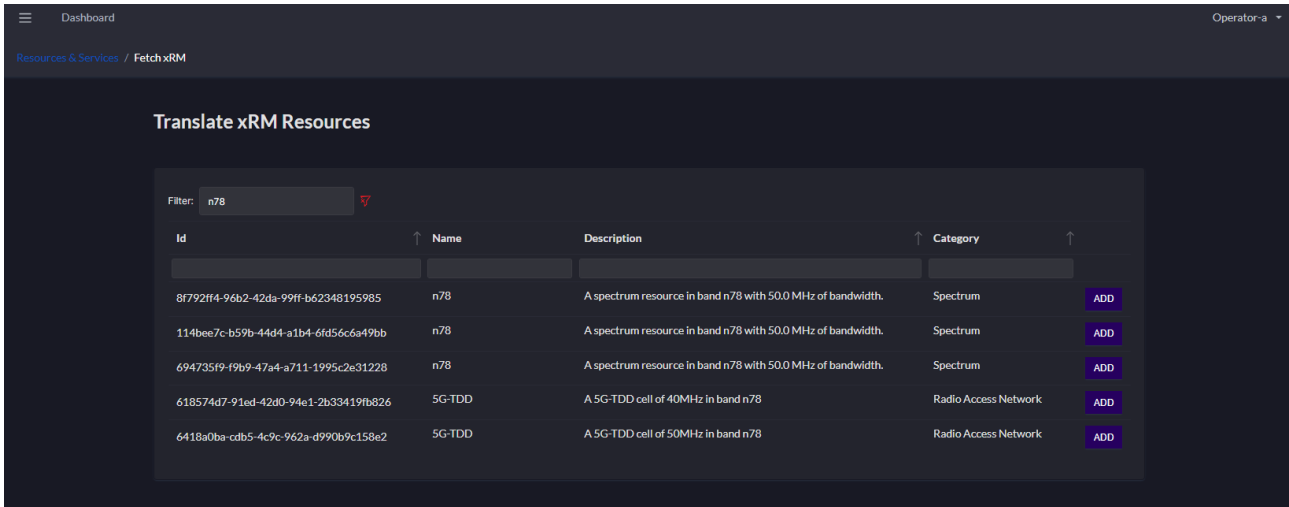 Dashboard
Operator-a
Resources & Services / Fetch xRM
Translate xRM Resources
Filter: n78
Id Name Description Category
8f792ff4-96b2-42da-99ff-b62348195985 n78 A spectrum resource in band n78 with 50.0 MHz of bandwidth. Spectrum ADD
114bee7c-b59b-44d4-a1b4-6fd56c6a49bb n78 A spectrum resource in band n78 with 50.0 MHz of bandwidth. Spectrum ADD
694735f9-f9b9-47a4-a711-1995c2e31228 n78 A spectrum resource in band n78 with 50.0 MHz of bandwidth. Spectrum ADD
618574d7-91ed-42d0-94e1-2b33419fb826 5G-TDD A 5G-TDD cell of 40MHz in band n78 Radio Access Network ADD
6418a0ba-cdb5-4c9c-962a-d990b9c158e2 5G-TDD A 5G-TDD cell of 50MHz in band n78 Radio Access Network ADD